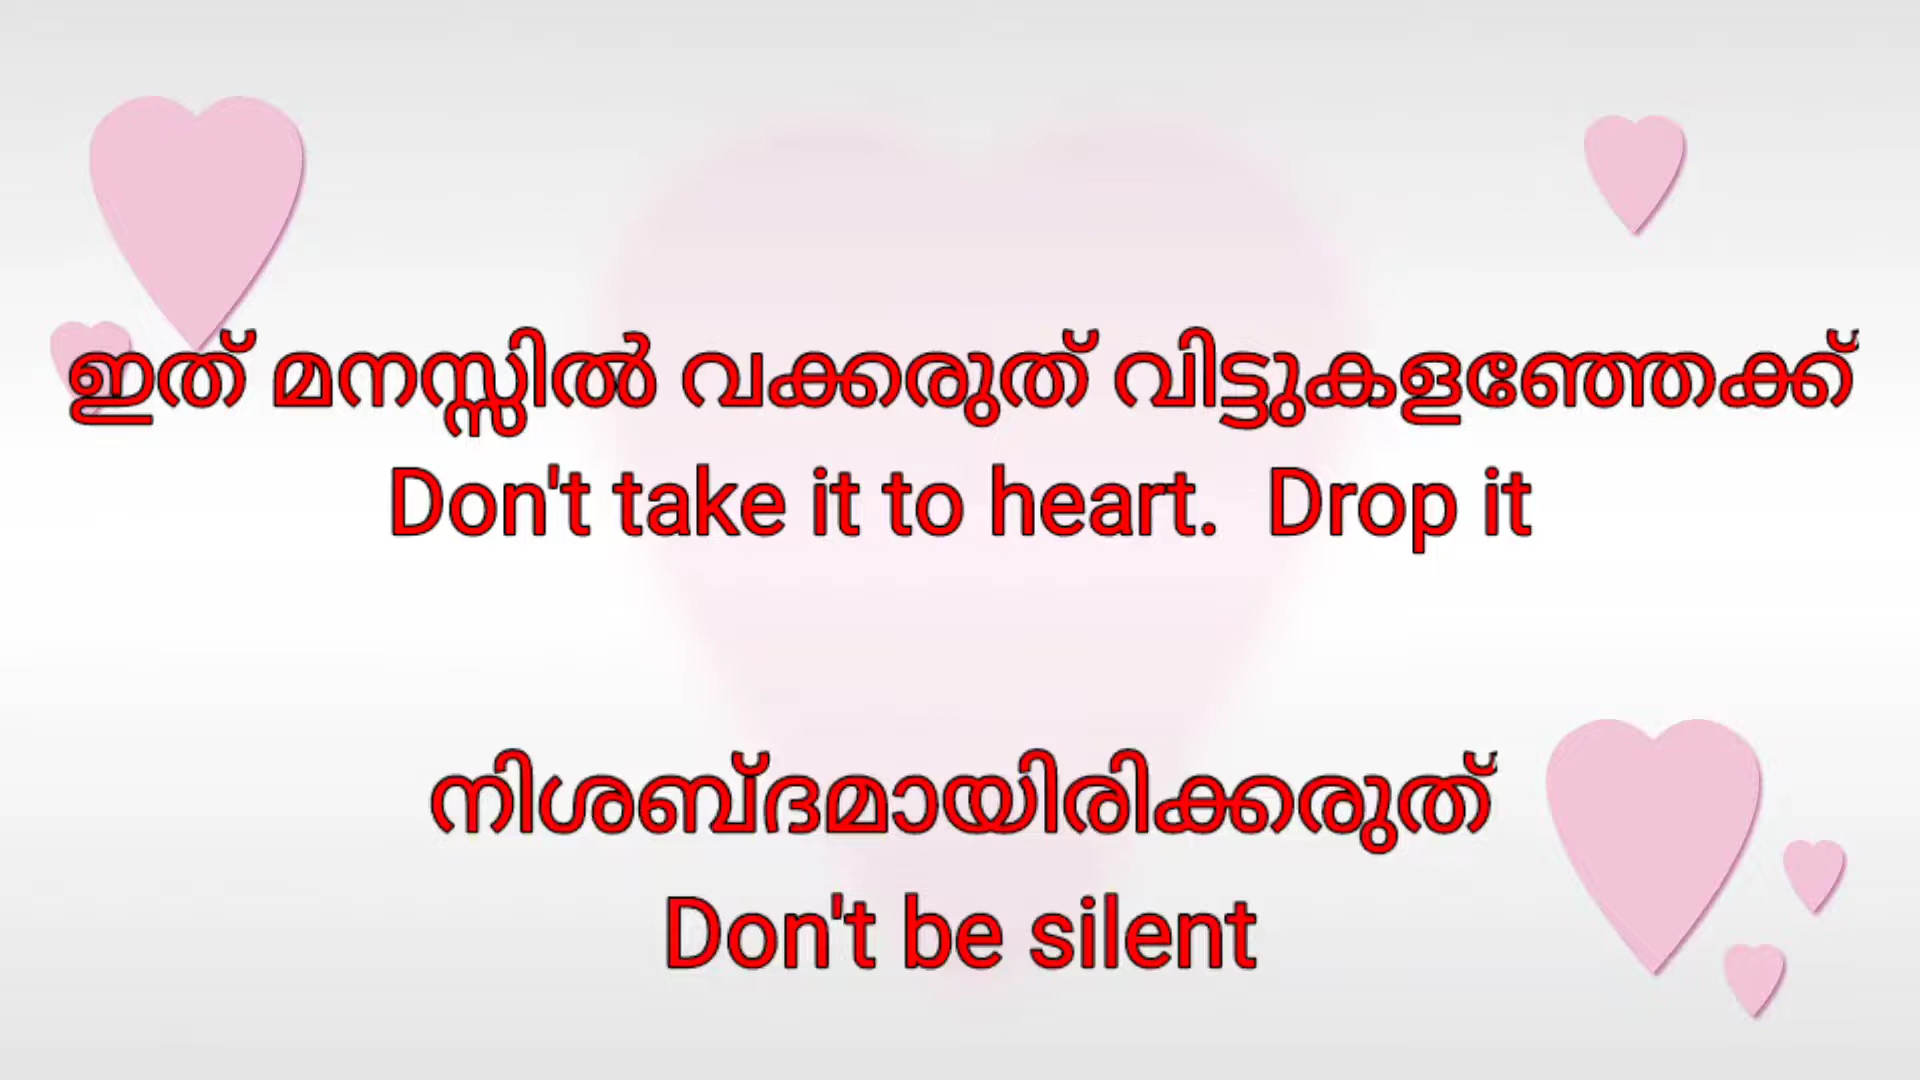 ഇത് മനസ്സിൽ വക്കരുത് വിട്ടുകളഞ്ഞേക്ക്
Don't take it to heart.  Drop it
നിശബ്ദമായിരിക്കരുത്
Don't be silent